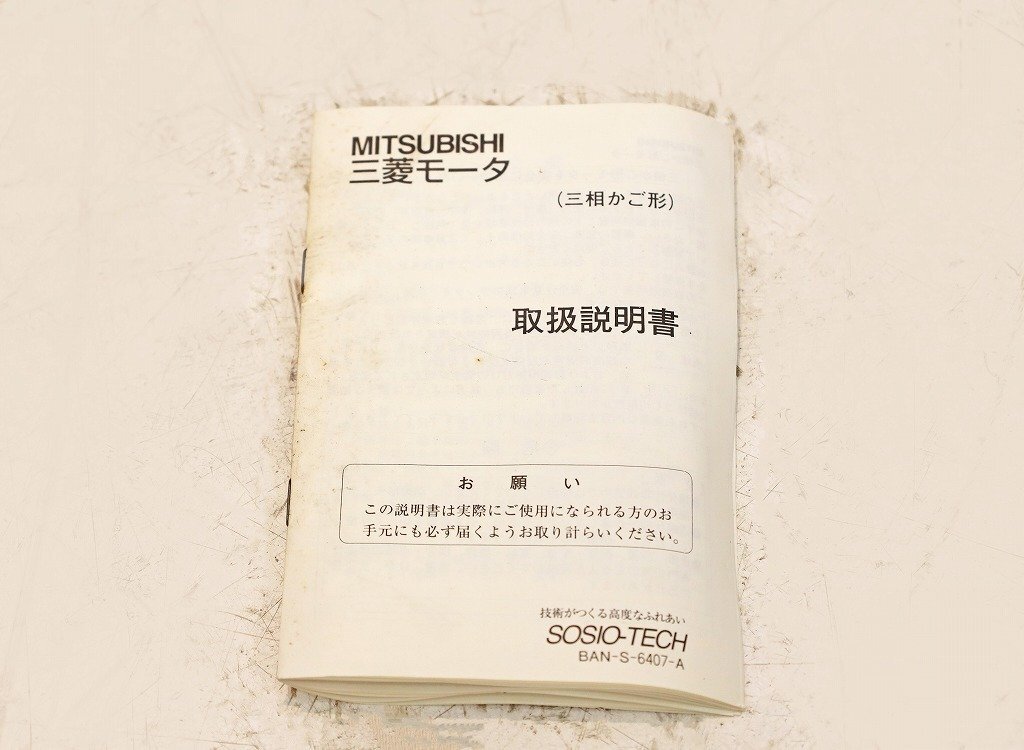 MITSUBISHI
三菱モータ
(三相かご形)
取扱説明書
お願い
この説明書は実際にご使用になられる方のお
手元にも必ず届くようお取り計らいください。
技術がつくる高度なふれあい
SOSIO-TECH
BAN-S-6407-A